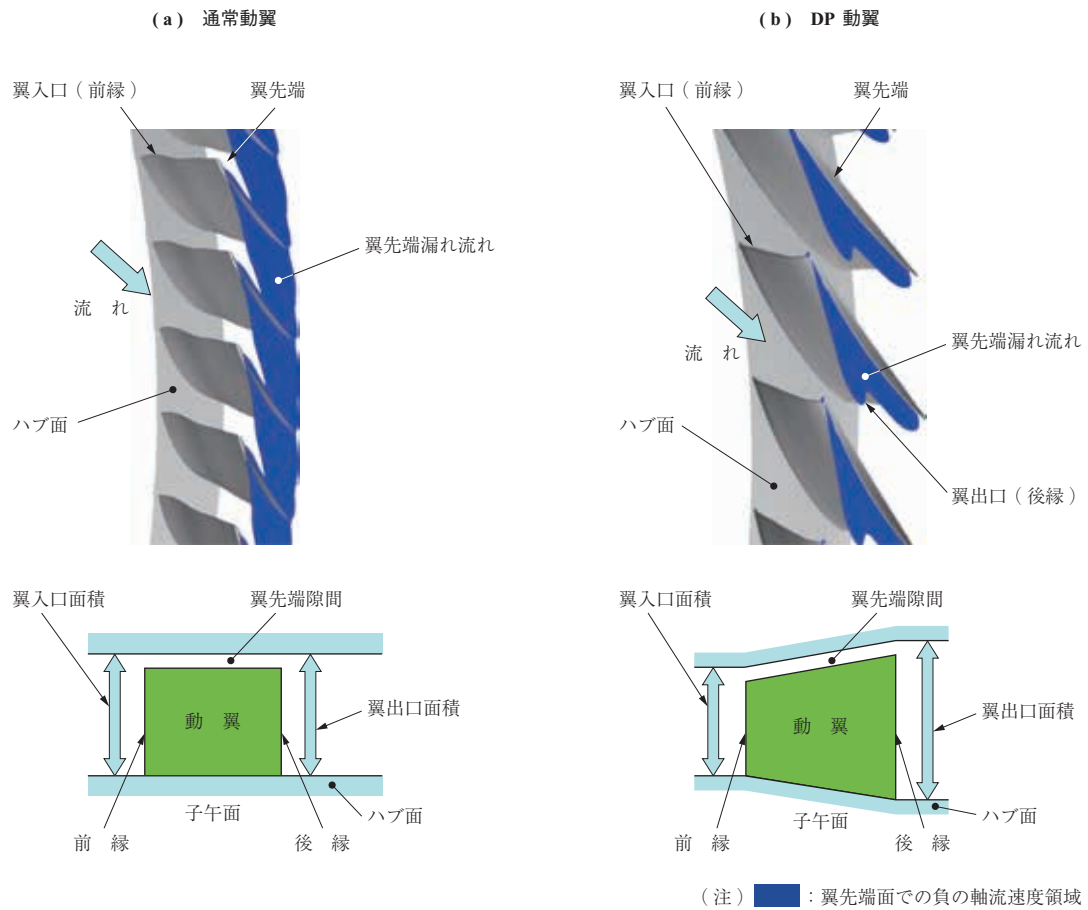 (a) 通常動翼
翼入口(前縁)
翼先端
翼先端漏れ流れ
流 れ
ハブ面
翼入口面積
翼先端隙間
動 翼
翼出口面積
子午面
ハブ面
前 縁
後 縁
(b) DP 動翼
翼入口(前縁)
翼先端
流 れ
翼先端漏れ流れ
ハブ面
翼出口(後縁)
翼入口面積
翼先端隙間
動 翼
翼出口面積
子午面
ハブ面
前 縁
後 縁
(注) :翼先端面での負の軸流速度領域